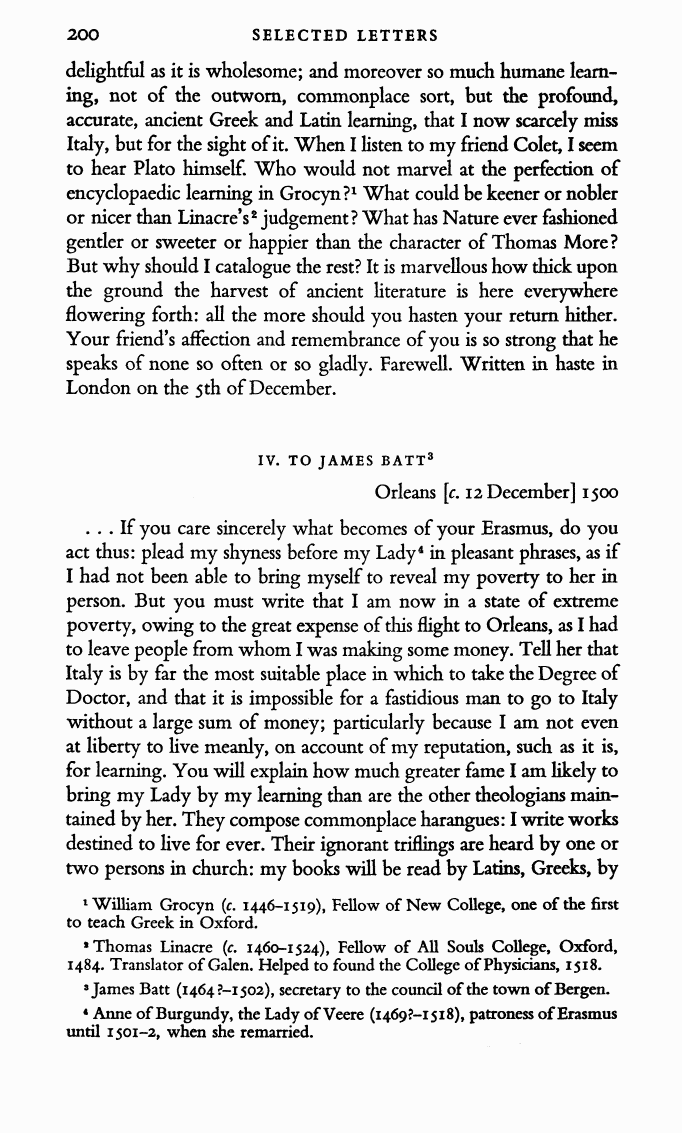 200 SELECTED LETTERS
delightful as it is wholesome; and moreover so much humane learn-
ing, not of the outworn, commonplace sort, but the profound,
accurate, ancient Greek and Latin learning, that I now scarcely miss
Italy, but for the sight of it. When I listen to my friend Colet, I seem
to hear Plato himself. Who would not marvel at the perfection of
encyclopaedic learning in Grocyn?¹ What could be keener or nobler
or nicer than Linacre's² judgement? What has Nature ever fashioned
gentler or sweeter or happier than the character of Thomas More?
But why should I catalogue the rest? It is marvellous how thick upon
the ground the harvest of ancient literature is here everywhere
flowering forth: all the more should you hasten your return hither.
Your friend's affection and remembrance of you is so strong that he
speaks of none so often or so gladly. Farewell. Written in haste in
London on the 5th of December.
IV. TO JAMES BATT³
Orleans [c. 12 December] 1500
. . . If you care sincerely what becomes of your Erasmus, do you
act thus: plead my shyness before my Lady⁴ in pleasant phrases, as if
I had not been able to bring myself to reveal my poverty to her in
person. But you must write that I am now in a state of extreme
poverty, owing to the great expense of this flight to Orleans, as I had
to leave people from whom I was making some money. Tell her that
Italy is by far the most suitable place in which to take the Degree of
Doctor, and that it is impossible for a fastidious man to go to Italy
without a large sum of money; particularly because I am not even
at liberty to live meanly, on account of my reputation, such as it is,
for learning. You will explain how much greater fame I am likely to
bring my Lady by my learning than are the other theologians main-
tained by her. They compose commonplace harangues: I write works
destined to live for ever. Their ignorant triflings are heard by one or
two persons in church: my books will be read by Latins, Greeks, by
¹ William Grocyn (c. 1446–1519), Fellow of New College, one of the first
to teach Greek in Oxford.
² Thomas Linacre (c. 1460–1524), Fellow of All Souls College, Oxford,
1484. Translator of Galen. Helped to found the College of Physicians, 1518.
³ James Batt (1464?–1502), secretary to the council of the town of Bergen.
⁴ Anne of Burgundy, the Lady of Veere (1469?–1518), patroness of Erasmus
until 1501–2, when she remarried.